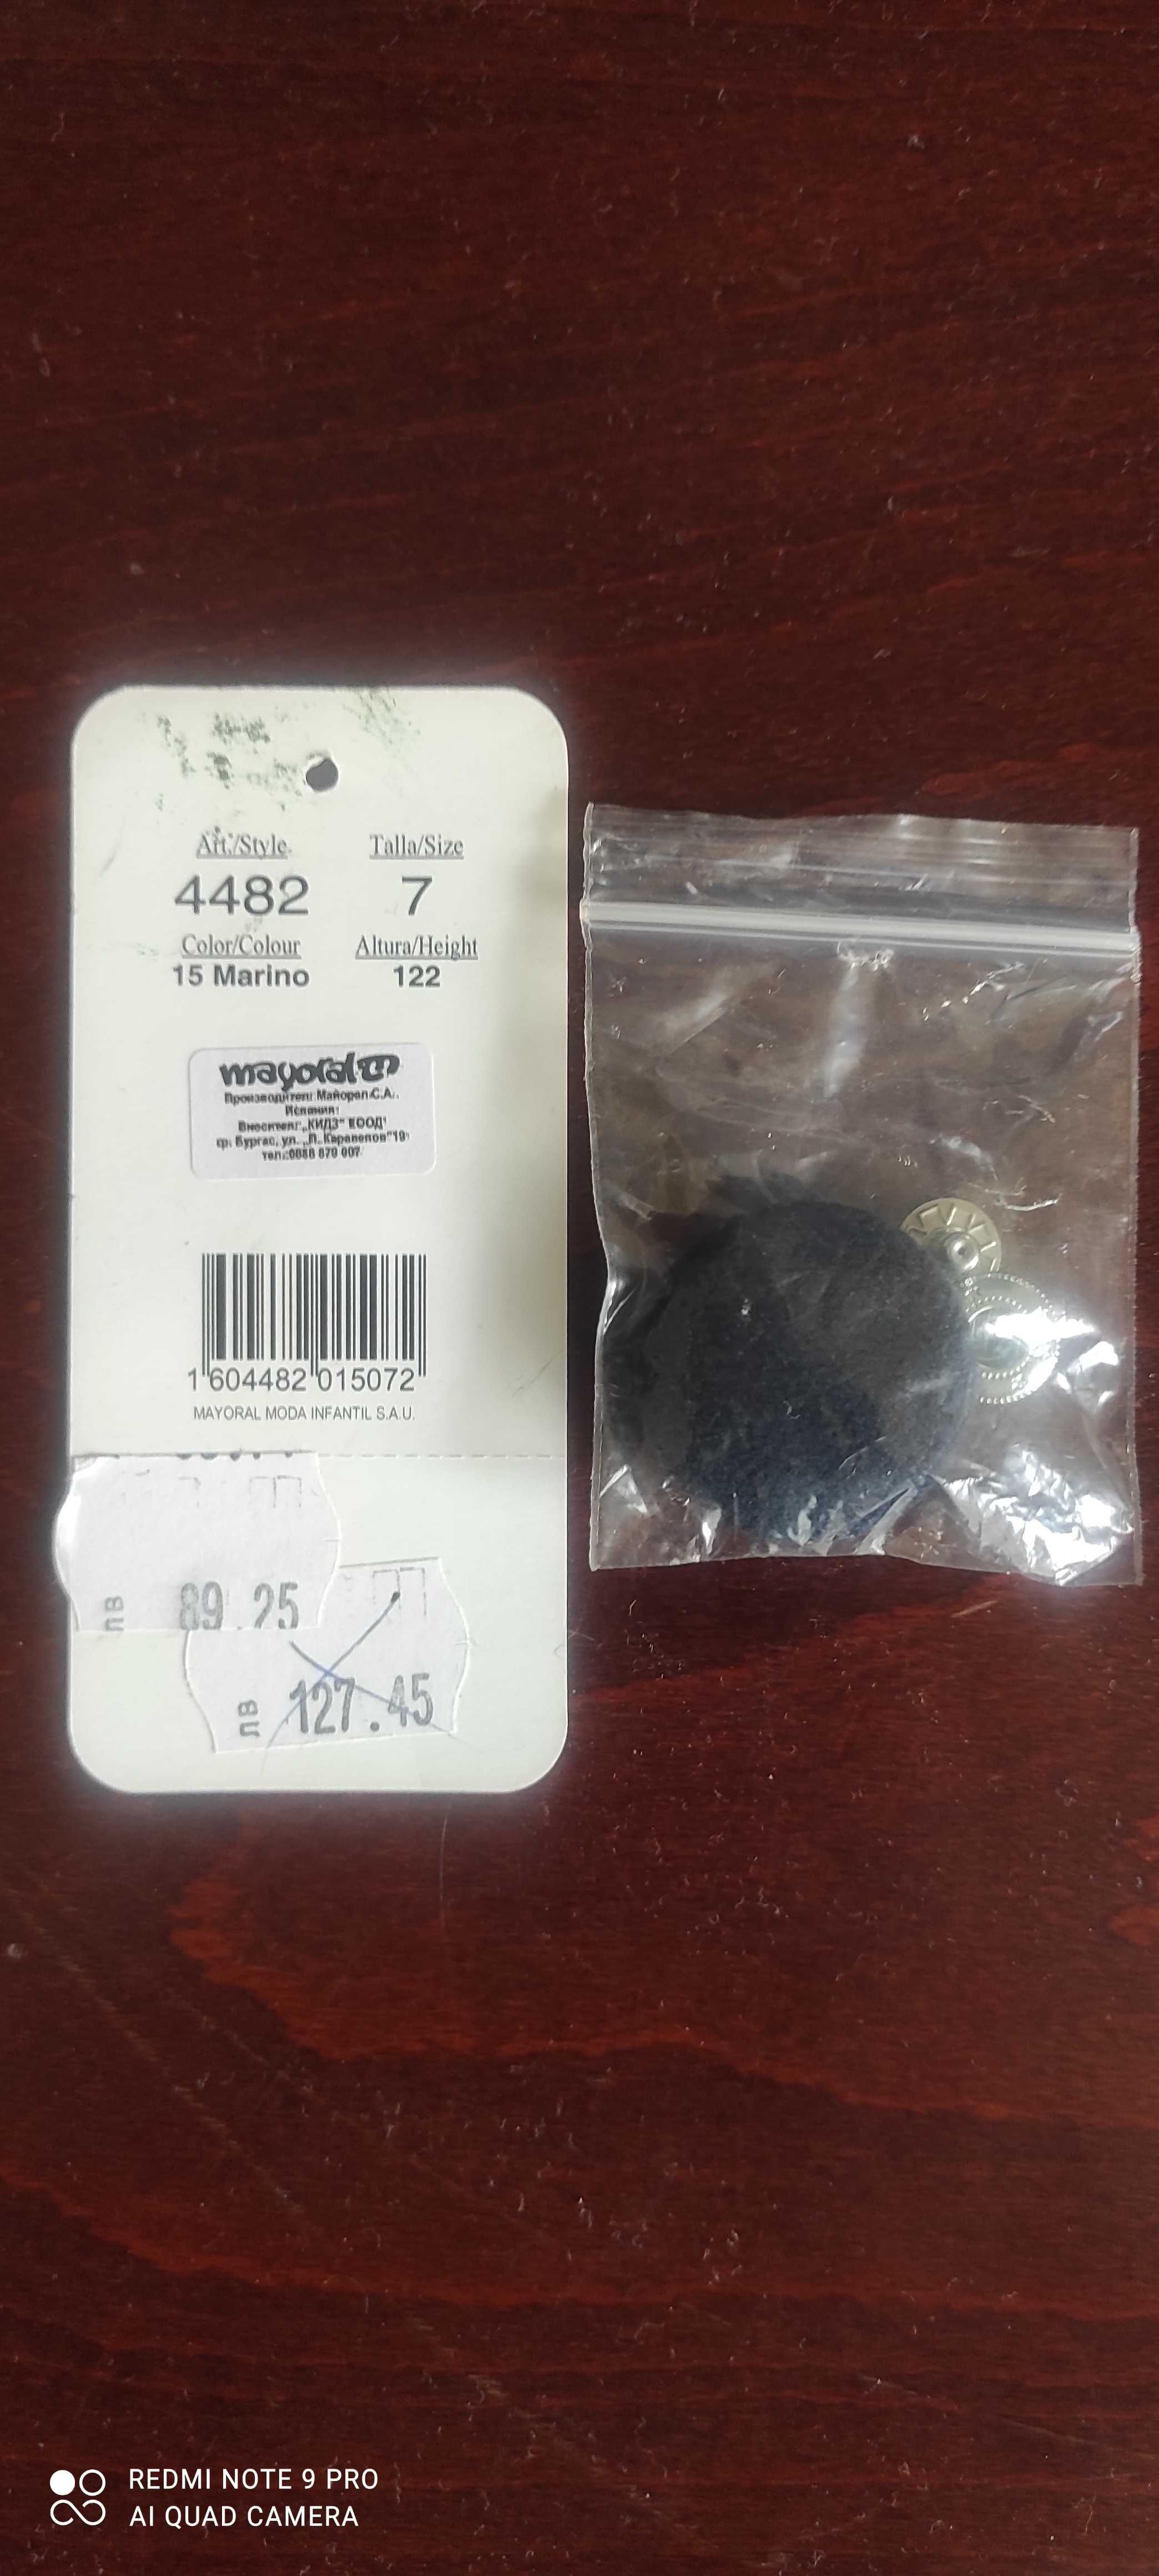 Art./Style
Talla/Size
4482
7
Color/Colour
Altura/Height
15 Marino
122
mayoral
Производител: Майорал С.А.
Испания
Вносител: „КИДЗ" ЕООД
гр. Бургас, ул. „Л. Каравелов"19
тел.:0888 879 007
1 604482 015072
MAYORAL MODA INFANTIL S.A.U.
лв 89.25
лв 127.45
REDMI NOTE 9 PRO
AI QUAD CAMERA